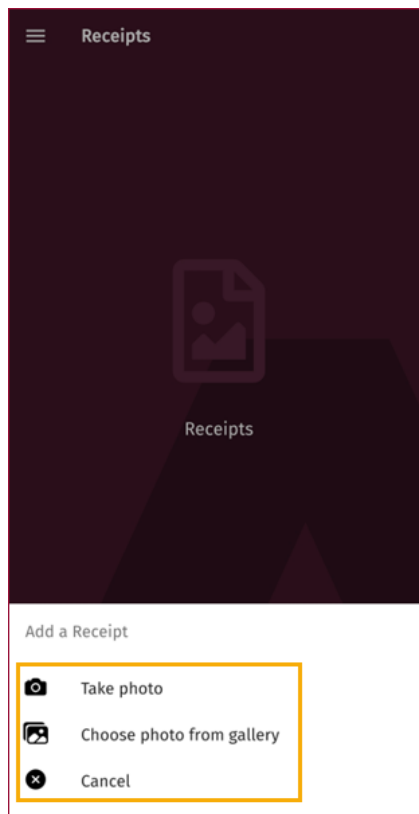 Receipts
Receipts
Add a Receipt
Take photo
Choose photo from gallery
Cancel